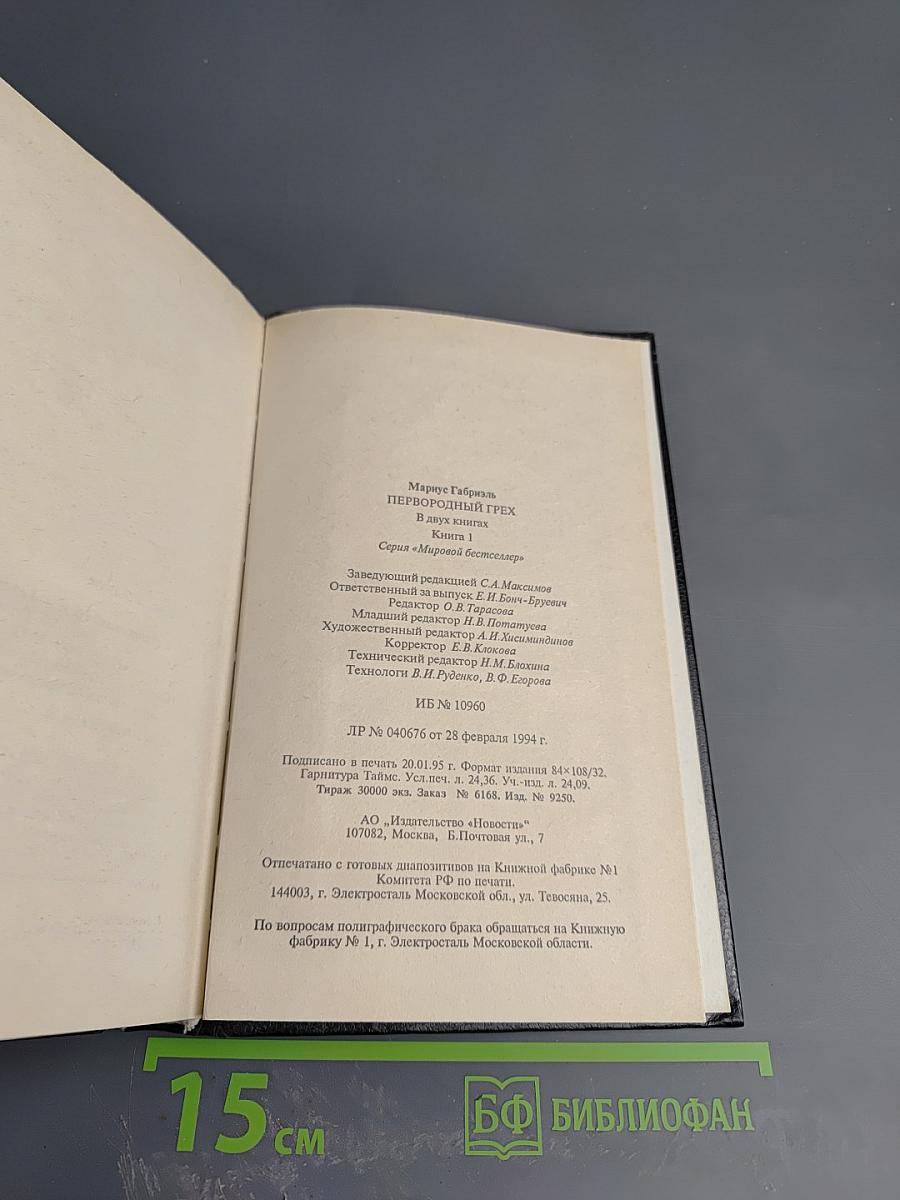 Мариус Габриэль
ПЕРВОРОДНЫЙ ГРЕХ
В двух книгах
Книга 1
Серия «Мировой бестселлер»
Заведующий редакцией С.А.Максимов
Ответственный за выпуск Е.И.Бонч-Бруевич
Редактор О.В.Тарасова
Младший редактор Н.В.Потатуева
Художественный редактор А.И.Хисиминдинов
Корректор Е.В.Клокова
Технический редактор Н.М.Блохина
Технологи В.И.Руденко, В.Ф.Егорова
ИБ № 10960
ЛР № 040676 от 28 февраля 1994 г.
Подписано в печать 20.01.95 г. Формат издания 84×108/32.
Гарнитура Таймс. Усл.печ. л. 24,36. Уч.-изд. л. 24,09.
Тираж 30000 экз. Заказ № 6168. Изд. № 9250.
АО „Издательство «Новости»“
107082, Москва, Б.Почтовая ул., 7
Отпечатано с готовых диапозитивов на Книжной фабрике №1
Комитета РФ по печати.
144003, г. Электросталь Московской обл., ул. Тевосяна, 25.
По вопросам полиграфического брака обращаться на Книжную
фабрику № 1, г. Электросталь Московской области.
15 см
БФ БИБЛИОФАН